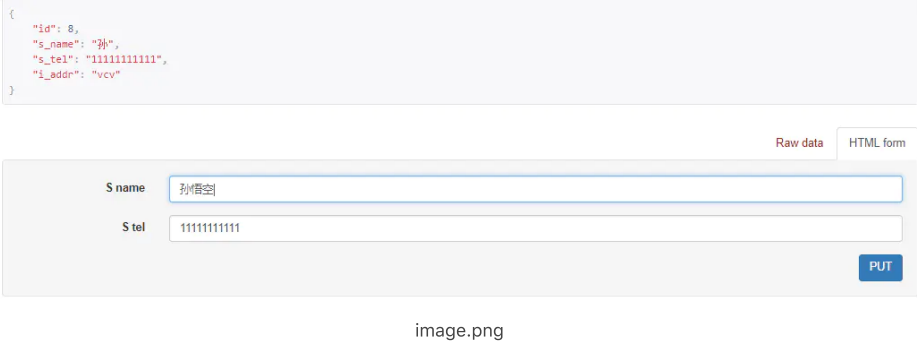 {
"id": 8,
"s_name": "孙",
"s_tel": "11111111111",
"i_addr": "vcv"
}
Raw data
HTML form
S name
孙悟空
S tel
11111111111
PUT
image.png